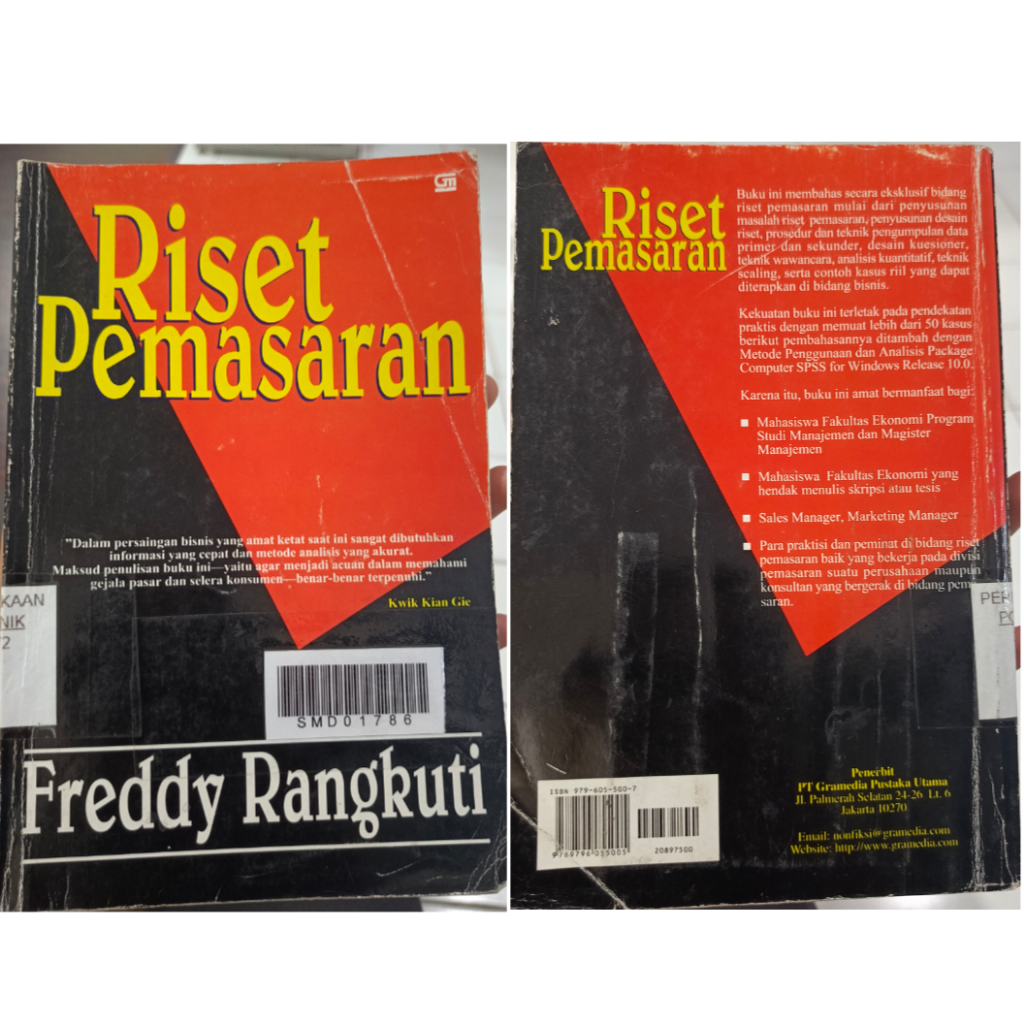 GM
Riset
Pemasaran
"Dalam persaingan bisnis yang amat ketat saat ini sangat dibutuhkan
informasi yang cepat dan metode analisis yang akurat.
Maksud penulisan buku ini—yaitu agar menjadi acuan dalam memahami
gejala pasar dan selera konsumen—benar-benar terpenuhi."
Kwik Kian Gie
KAAN
NIK
2
SMD01786
Freddy Rangkuti
Riset
Pemasaran
Buku ini membahas secara eksklusif bidang
riset pemasaran mulai dari penyusunan
masalah riset pemasaran, penyusunan desain
riset, prosedur dan teknik pengumpulan data
primer dan sekunder, desain kuesioner,
teknik wawancara, analisis kuantitatif, teknik
scaling, serta contoh kasus riil yang dapat
diterapkan di bidang bisnis.
Kekuatan buku ini terletak pada pendekatan
praktis dengan memuat lebih dari 50 kasus
berikut pembahasannya ditambah dengan
Metode Penggunaan dan Analisis Package
Computer SPSS for Windows Release 10.0.
Karena itu, buku ini amat bermanfaat bagi:
■ Mahasiswa Fakultas Ekonomi Program
Studi Manajemen dan Magister
Manajemen
■ Mahasiswa Fakultas Ekonomi yang
hendak menulis skripsi atau tesis
■ Sales Manager, Marketing Manager
■ Para praktisi dan peminat di bidang riset
pemasaran baik yang bekerja pada divisi
pemasaran suatu perusahaan maupun
konsultan yang bergerak di bidang pema-
saran.
PER
PO
ISBN 979-605-500-7
9789796055005
20897500
Penerbit
PT Gramedia Pustaka Utama
Jl. Palmerah Selatan 24-26 Lt. 6
Jakarta 10270
Email: nonfiksi@gramedia.com
Website: http://www.gramedia.com